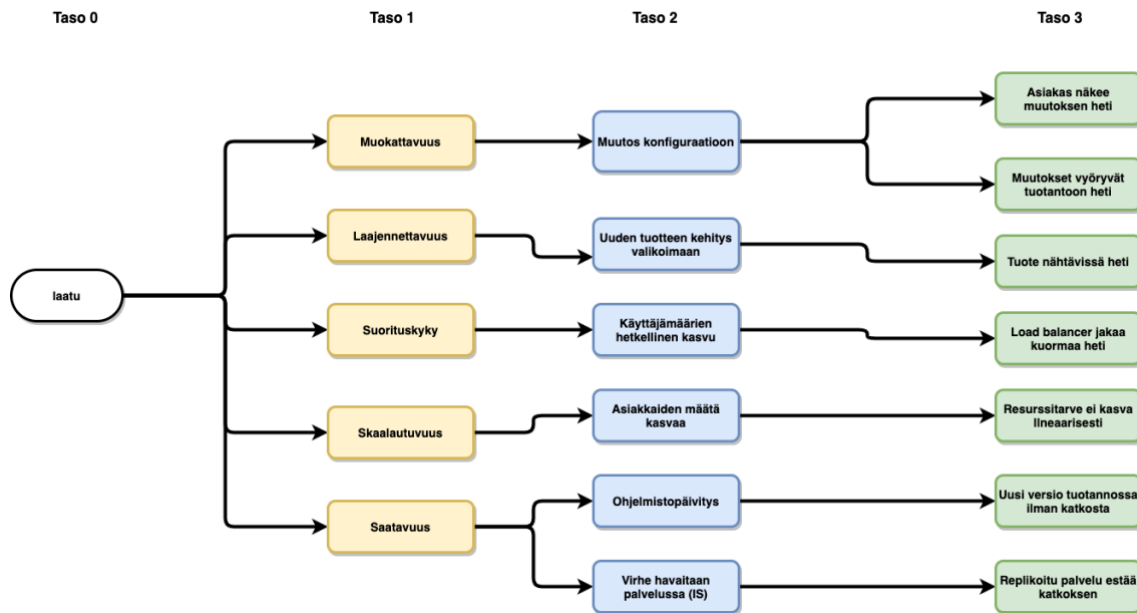 Taso 0
Taso 1
Taso 2
Taso 3
laatu
Muokattavuus
Laajennettavuus
Suorituskyky
Skaalautuvuus
Saatavuus
Muutos konfiguraatioon
Uuden tuotteen kehitys
valikoimaan
Käyttäjämäärien
hetkellinen kasvu
Asiakkaiden määtä
kasvaa
Ohjelmistopäivitys
Virhe havaitaan
palvelussa (IS)
Asiakas näkee
muutoksen heti
Muutokset vyöryvät
tuotantoon heti
Tuote nähtävissä heti
Load balancer jakaa
kuormaa heti
Resurssitarve ei kasva
llneaarisesti
Uusi versio tuotannossa
ilman katkosta
Replikoitu palvelu estää
katkoksen